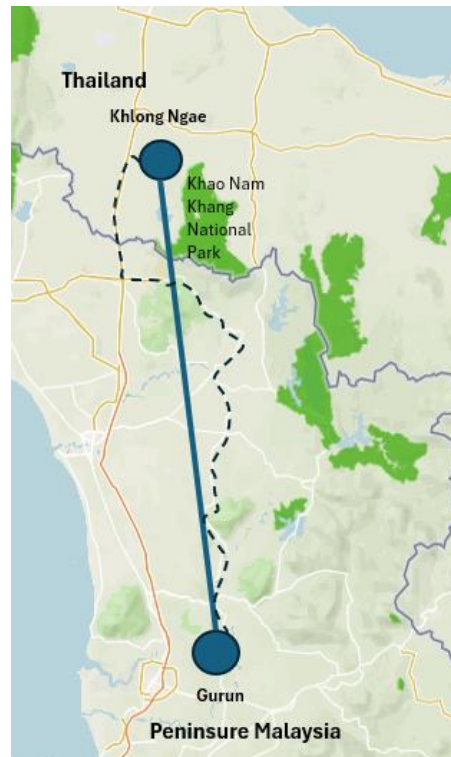 Thailand
Khlong Ngae
Khao Nam
Khang
National
Park
Gurun
Peninsure Malaysia